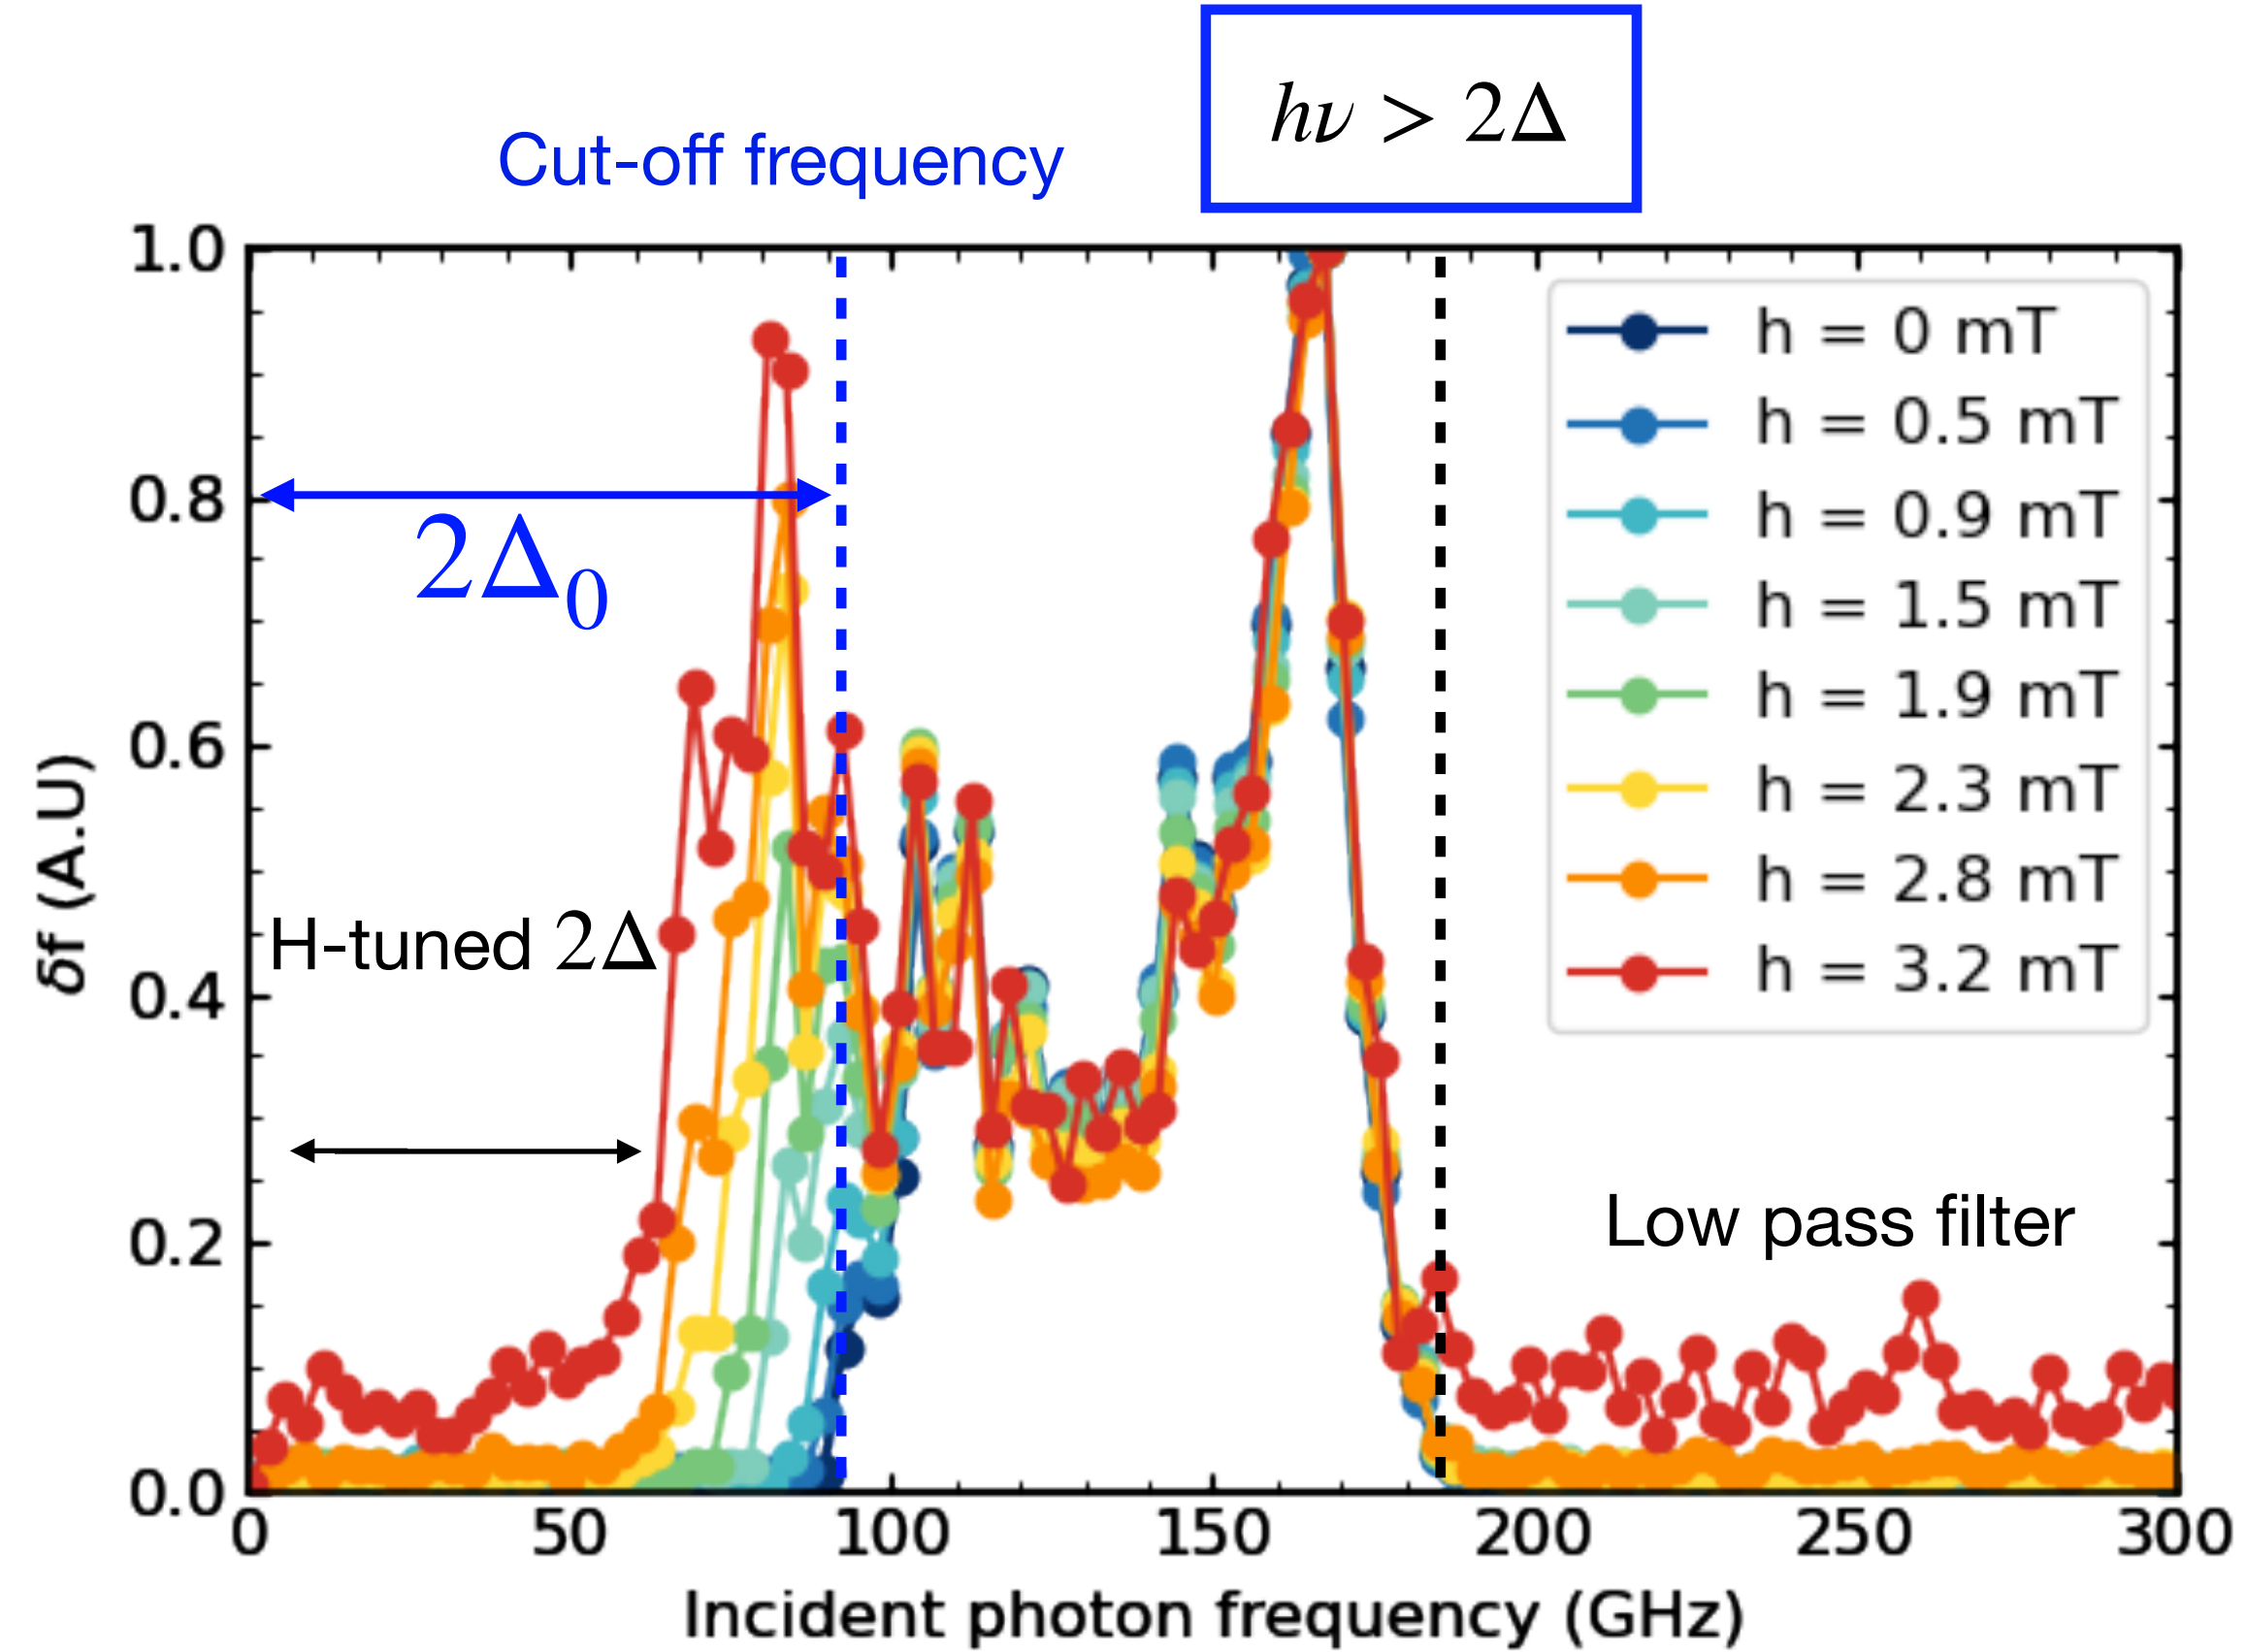 hν > 2Δ
Cut-off frequency
1.0
0.8
0.6
0.4
0.2
0.0
δf (A.U)
2Δ0
H-tuned 2Δ
h = 0 mT
h = 0.5 mT
h = 0.9 mT
h = 1.5 mT
h = 1.9 mT
h = 2.3 mT
h = 2.8 mT
h = 3.2 mT
Low pass filter
0 50 100 150 200 250 300
Incident photon frequency (GHz)